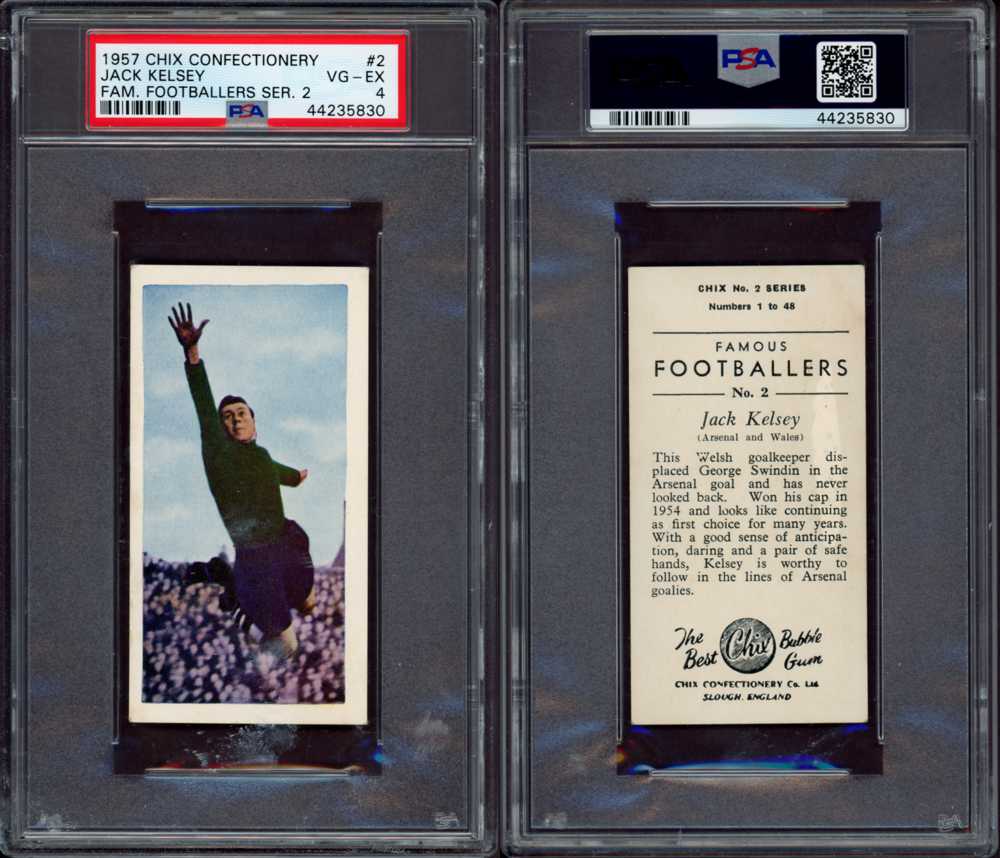 1957 CHIX CONFECTIONERY #2
JACK KELSEY VG-EX
FAM. FOOTBALLERS SER. 2 4
PSA 44235830
PSA
44235830
CHIX No. 2 SERIES
Numbers 1 to 48
FAMOUS
FOOTBALLERS
No. 2
Jack Kelsey
(Arsenal and Wales)
This Welsh goalkeeper dis-
placed George Swindin in the
Arsenal goal and has never
looked back. Won his cap in
1954 and looks like continuing
as first choice for many years.
With a good sense of anticipa-
tion, daring and a pair of safe
hands, Kelsey is worthy to
follow in the lines of Arsenal
goalies.
The Best Chix Bubble Gum
CHIX CONFECTIONERY Co. Ltd
SLOUGH. ENGLAND